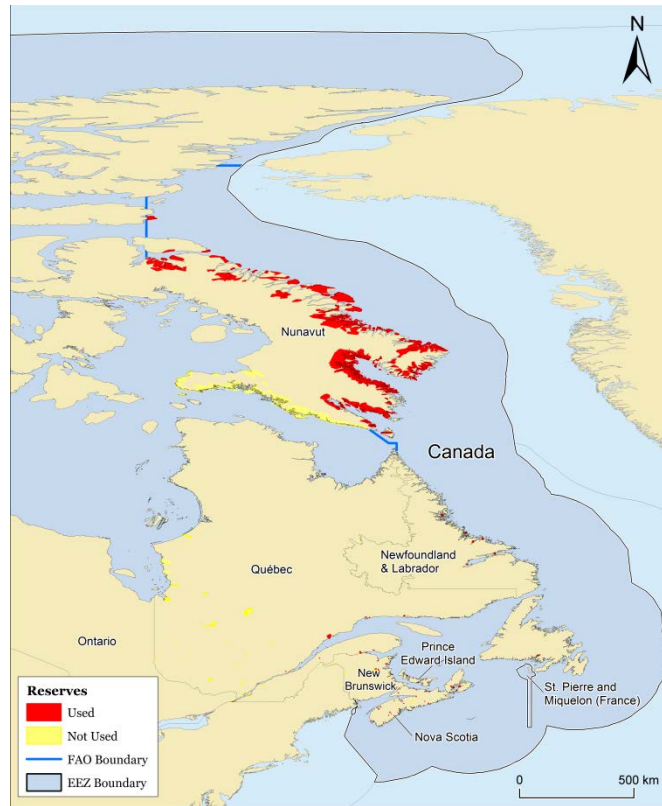 N
Nunavut
Canada
Québec
Newfoundland
& Labrador
Ontario
Prince
Edward Island
New
Brunswick
St. Pierre and
Miquelon (France)
Nova Scotia
Reserves
Used
Not Used
FAO Boundary
EEZ Boundary
0 500 km